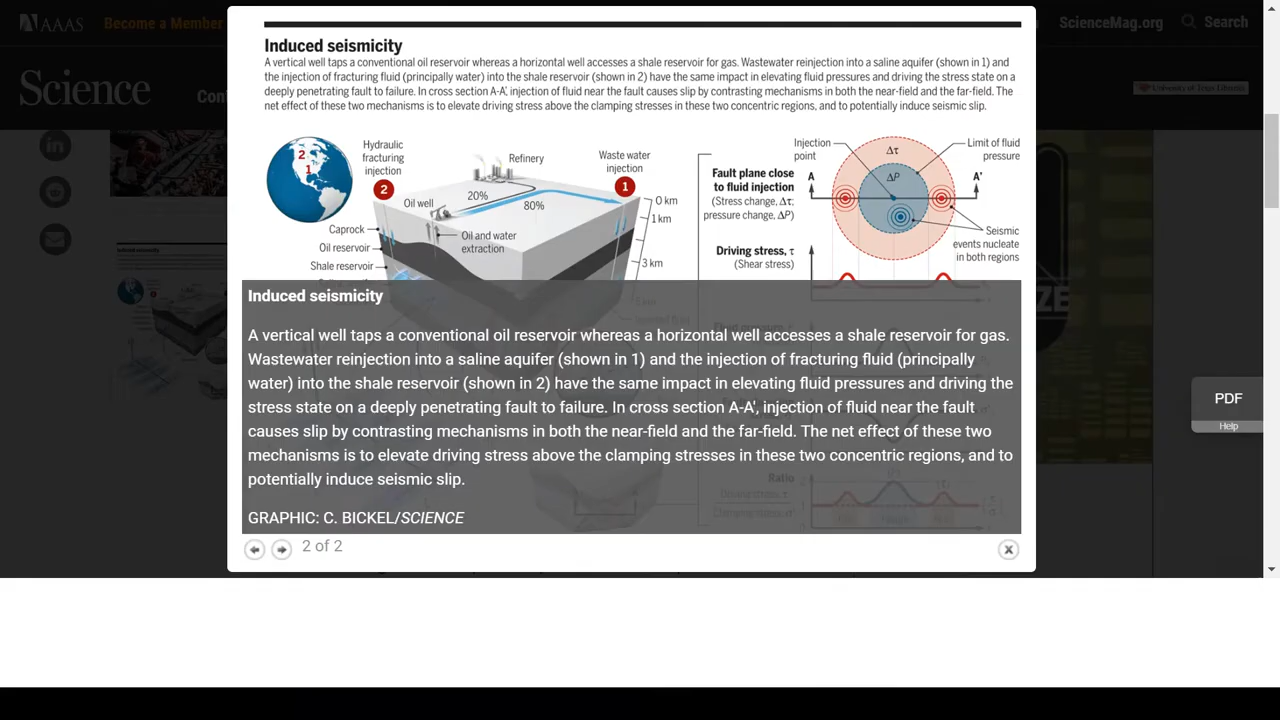 AAAS
Become a Member
ScienceMag.org
Search
Science
Cont
Induced seismicity
A vertical well taps a conventional oil reservoir whereas a horizontal well accesses a shale reservoir for gas. Wastewater reinjection into a saline aquifer (shown in 1) and
the injection of fracturing fluid (principally water) into the shale reservoir (shown in 2) have the same impact in elevating fluid pressures and driving the stress state on a
deeply penetrating fault to failure. In cross section A-A’, injection of fluid near the fault causes slip by contrasting mechanisms in both the near-field and the far-field. The
net effect of these two mechanisms is to elevate driving stress above the clamping stresses in these two concentric regions, and to potentially induce seismic slip.
2
1
Hydraulic
fracturing
injection
2
Refinery
Waste water
injection
1
Oil well
20%
80%
0 km
1 km
3 km
5 km
Caprock
Oil reservoir
Shale reservoir
Oil and water
extraction
Injection
point
Limit of fluid
pressure
Δτ
ΔP
A
A’
Fault plane close
to fluid injection
(Stress change, Δτ;
pressure change, ΔP)
Seismic
events nucleate
in both regions
Driving stress, τ
(Shear stress)
Induced seismicity
A vertical well taps a conventional oil reservoir whereas a horizontal well accesses a shale reservoir for gas.
Wastewater reinjection into a saline aquifer (shown in 1) and the injection of fracturing fluid (principally
water) into the shale reservoir (shown in 2) have the same impact in elevating fluid pressures and driving the
stress state on a deeply penetrating fault to failure. In cross section A-A′, injection of fluid near the fault
causes slip by contrasting mechanisms in both the near-field and the far-field. The net effect of these two
mechanisms is to elevate driving stress above the clamping stresses in these two concentric regions, and to
potentially induce seismic slip.
GRAPHIC: C. BICKEL/SCIENCE
Ratio
2 of 2
PDF
Help